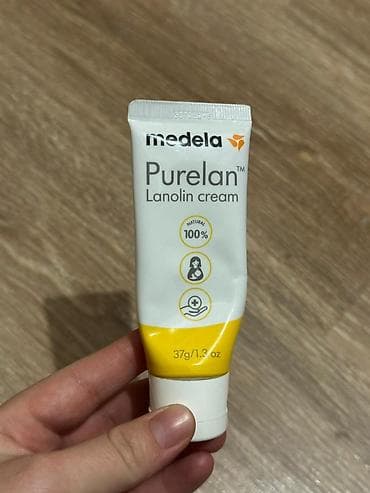 medela
Purelan™
Lanolin cream
NATURAL
100%
37g/1.3 oz